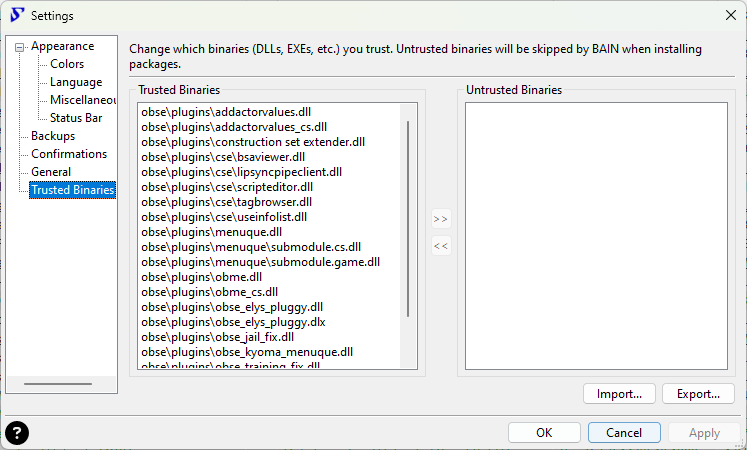 Settings
Appearance
Colors
Language
Miscellaneou
Status Bar
Backups
Confirmations
General
Trusted Binaries
Change which binaries (DLLs, EXEs, etc.) you trust. Untrusted binaries will be skipped by BAIN when installing
packages.
Trusted Binaries
obse\plugins\addactorvalues.dll
obse\plugins\addactorvalues_cs.dll
obse\plugins\construction set extender.dll
obse\plugins\cse\bsaviewer.dll
obse\plugins\cse\lipsyncpipeclient.dll
obse\plugins\cse\scripteditor.dll
obse\plugins\cse\tagbrowser.dll
obse\plugins\cse\useinfolist.dll
obse\plugins\menuque.dll
obse\plugins\menuque\submodule.cs.dll
obse\plugins\menuque\submodule.game.dll
obse\plugins\obme.dll
obse\plugins\obme_cs.dll
obse\plugins\obse_elys_pluggy.dll
obse\plugins\obse_elys_pluggy.dlx
obse\plugins\obse_jail_fix.dll
obse\plugins\obse_kyoma_menuque.dll
obse\plugins\obse_training_fix.dll
>>
<<
Untrusted Binaries
Import...
Export...
?
OK
Cancel
Apply